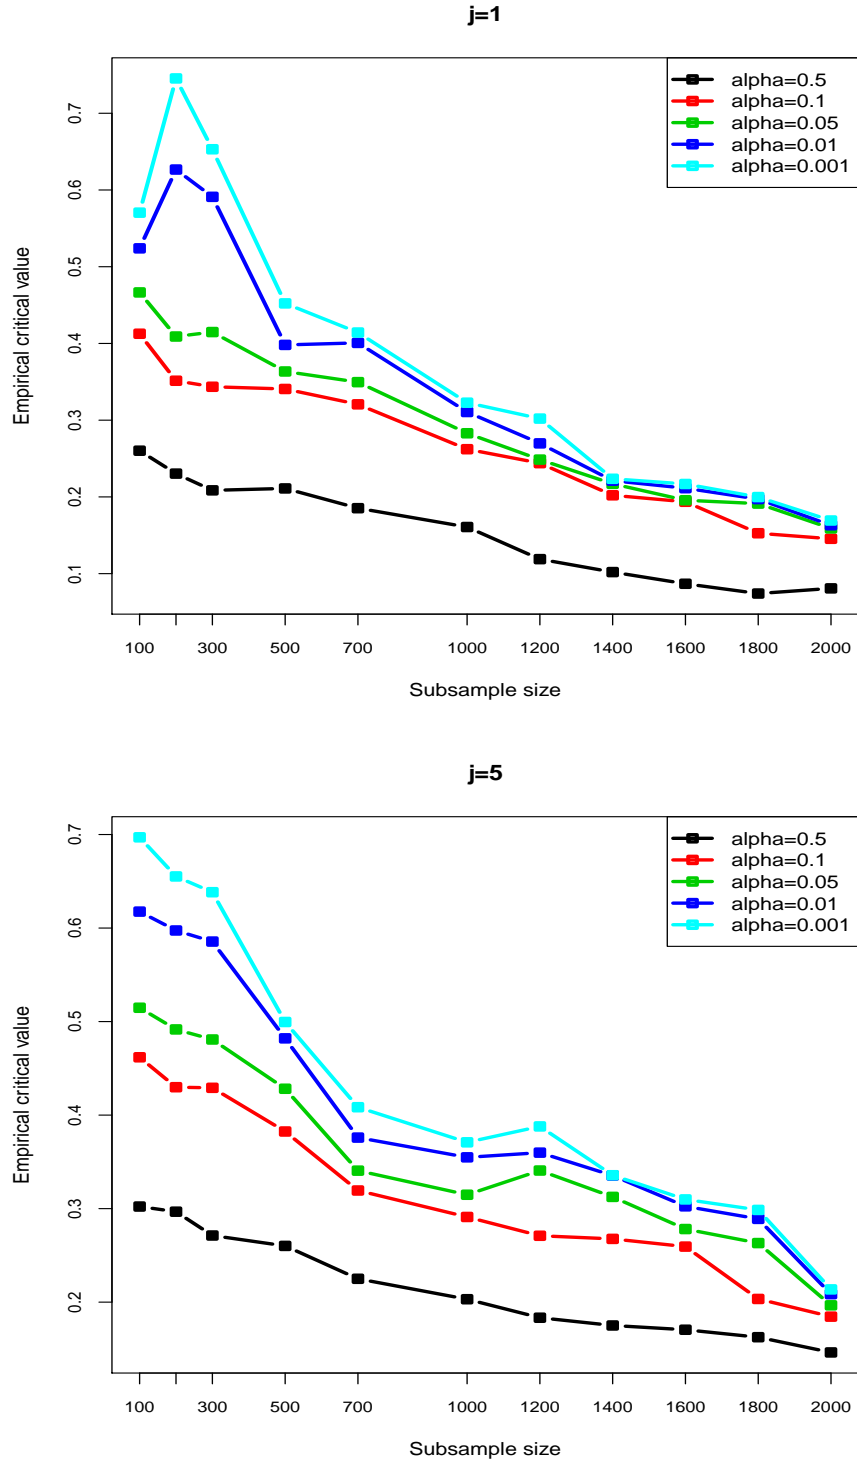 j=1
0.7
0.6
0.5
0.4
0.3
0.2
0.1
Empirical critical value
alpha=0.5
alpha=0.1
alpha=0.05
alpha=0.01
alpha=0.001
100 300 500 700 1000 1200 1400 1600 1800 2000
Subsample size
j=5
0.7
0.6
0.5
0.4
0.3
0.2
Empirical critical value
alpha=0.5
alpha=0.1
alpha=0.05
alpha=0.01
alpha=0.001
100 300 500 700 1000 1200 1400 1600 1800 2000
Subsample size